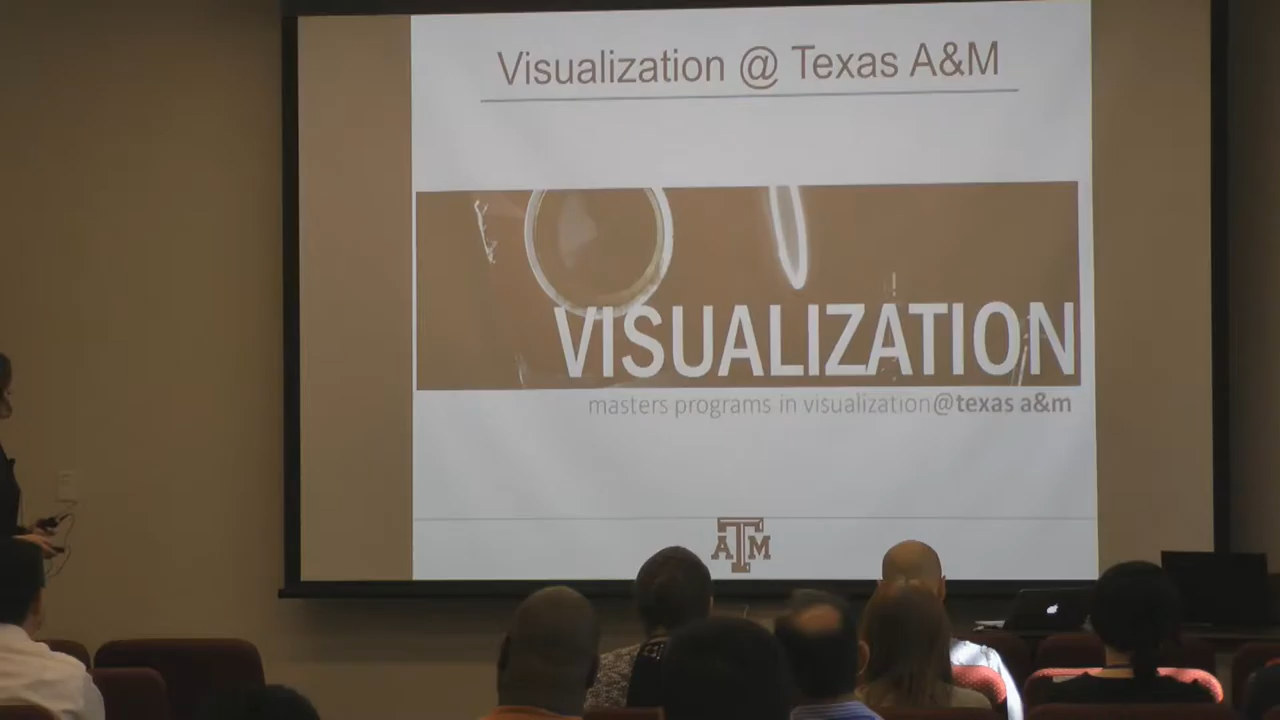 Visualization @ Texas A&M
VISUALIZATION
masters programs in visualization@texas a&m
ATM